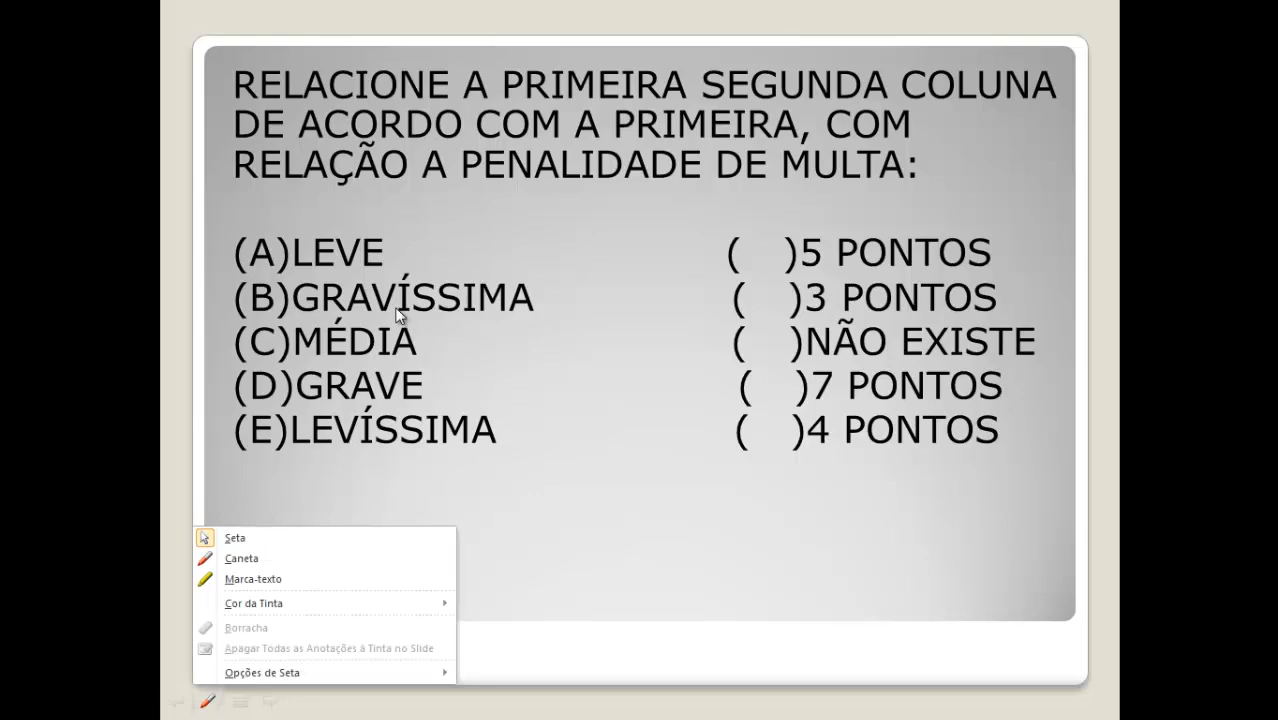 RELACIONE A PRIMEIRA SEGUNDA COLUNA
DE ACORDO COM A PRIMEIRA, COM
RELAÇÃO A PENALIDADE DE MULTA:
(A)LEVE ( )5 PONTOS
(B)GRAVÍSSIMA ( )3 PONTOS
(C)MÉDIA ( )NÃO EXISTE
(D)GRAVE ( )7 PONTOS
(E)LEVÍSSIMA ( )4 PONTOS
Seta
Caneta
Marca-texto
Cor da Tinta
Borracha
Apagar Todas as Anotações à Tinta no Slide
Opções de Seta